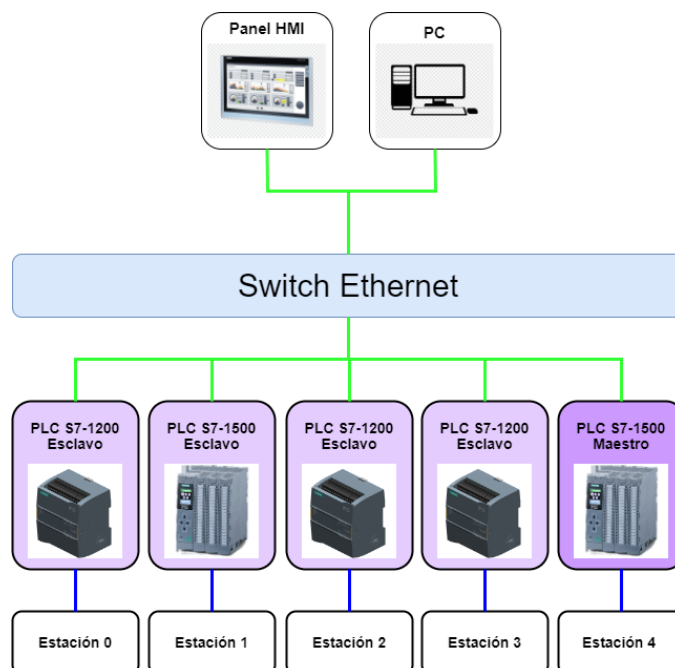 Panel HMI
PC
Switch Ethernet
PLC S7-1200
Esclavo
PLC S7-1500
Esclavo
PLC S7-1200
Esclavo
PLC S7-1200
Esclavo
PLC S7-1500
Maestro
Estación 0
Estación 1
Estación 2
Estación 3
Estación 4